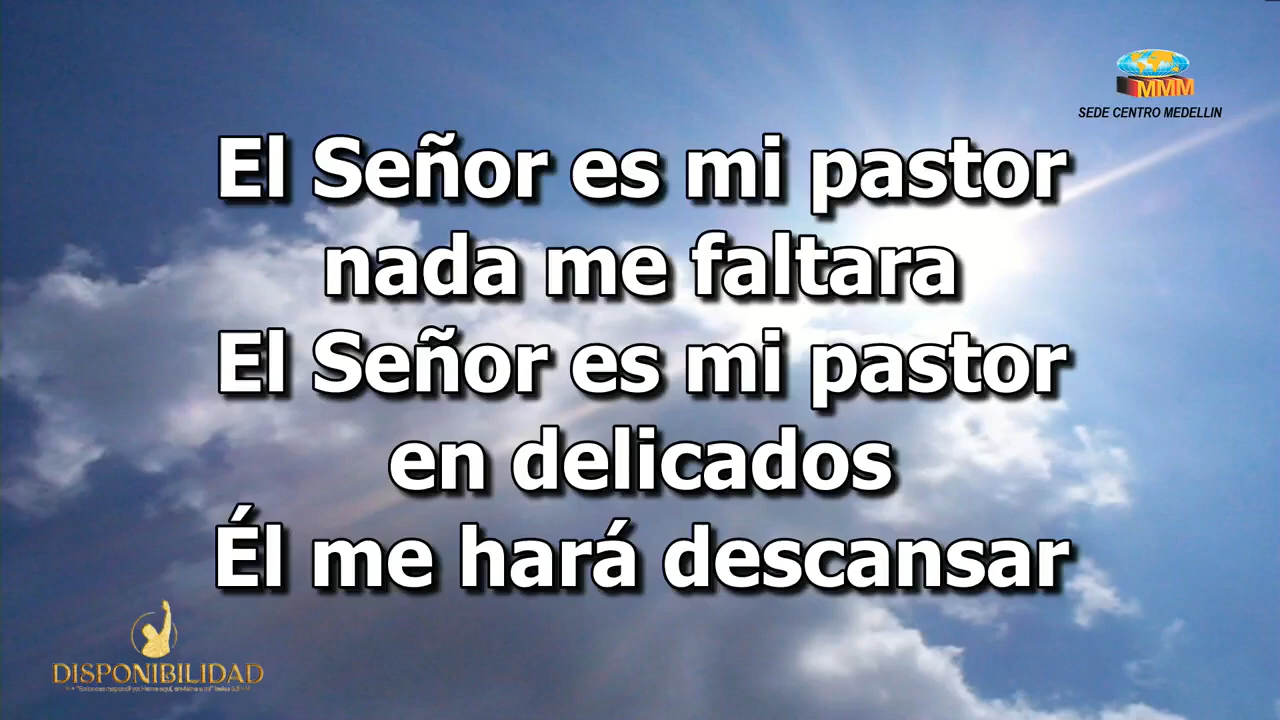 MMM
SEDE CENTRO MEDELLIN
El Señor es mi pastor
nada me faltara
El Señor es mi pastor
en delicados
Él me hará descansar
DISPONIBILIDAD